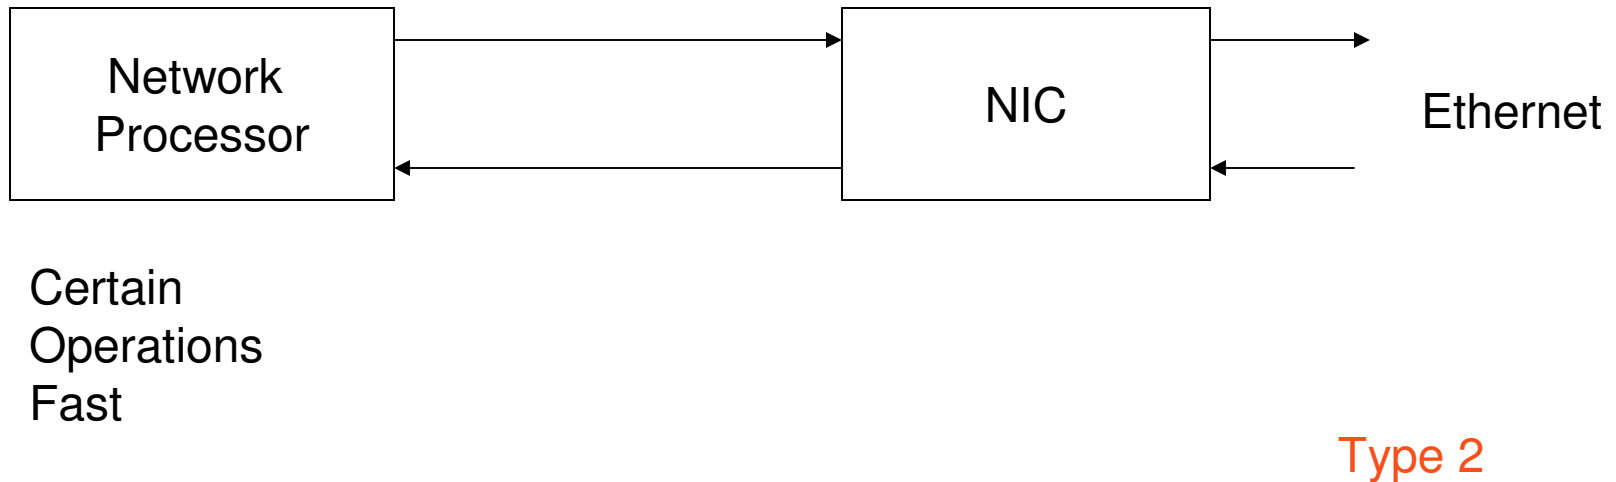 Network
Processor
NIC
Ethernet
Certain
Operations
Fast
Type 2